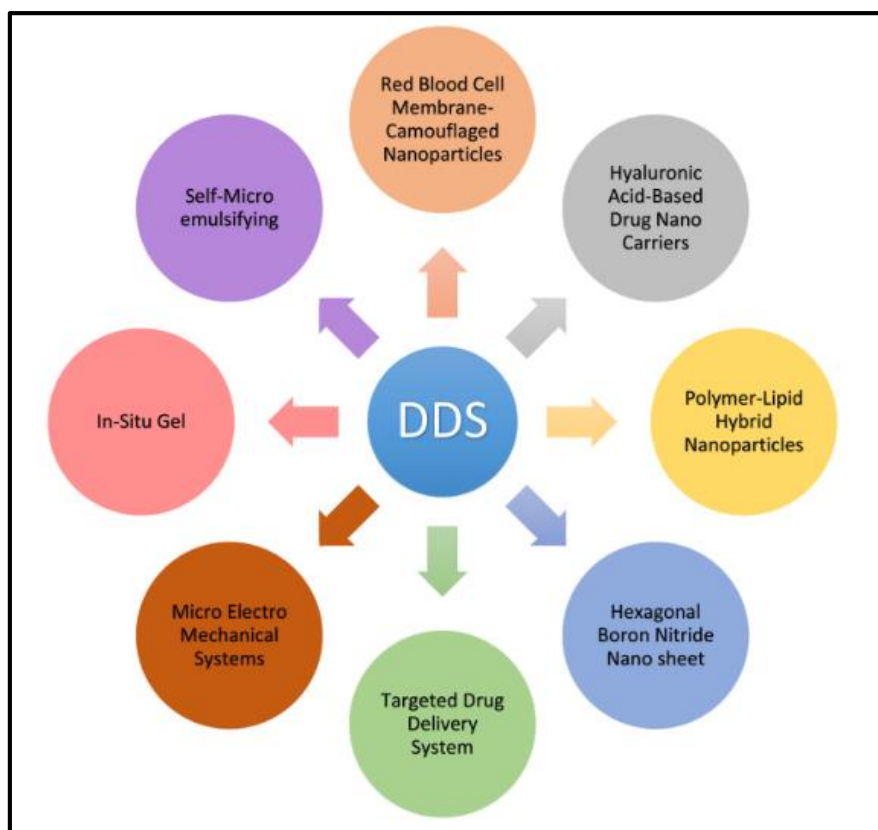 Red Blood Cell
Membrane-
Camouflaged
Nanoparticles
Hyaluronic
Acid-Based
Drug Nano
Carriers
Polymer-Lipid
Hybrid
Nanoparticles
Hexagonal
Boron Nitride
Nano sheet
Targeted Drug
Delivery
System
Micro Electro
Mechanical
Systems
In-Situ Gel
Self-Micro
emulsifying
DDS